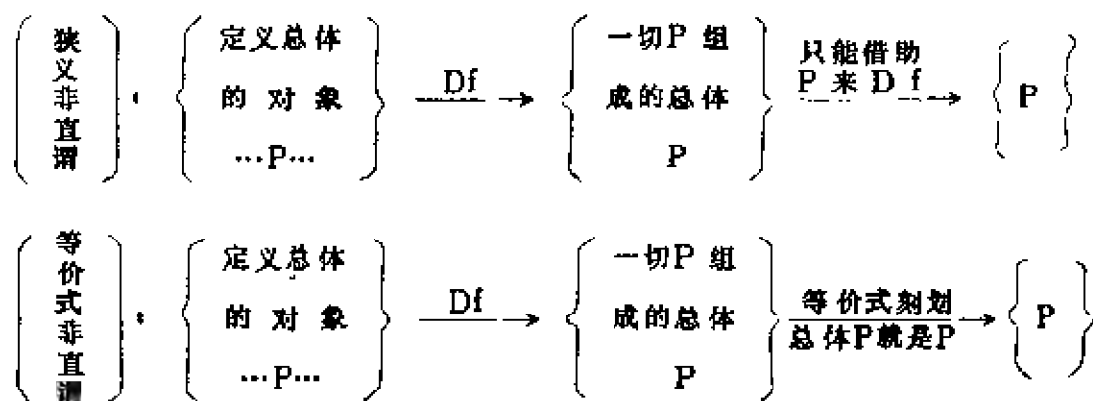 狭义非直谓： 定义总体的对象…P… Df → 一切P 组成的总体P 只能借助P 来 D f → P
等价式非直谓： 定义总体的对象…P… Df → 一切P 组成的总体P 等价式刻划总体P就是P → P